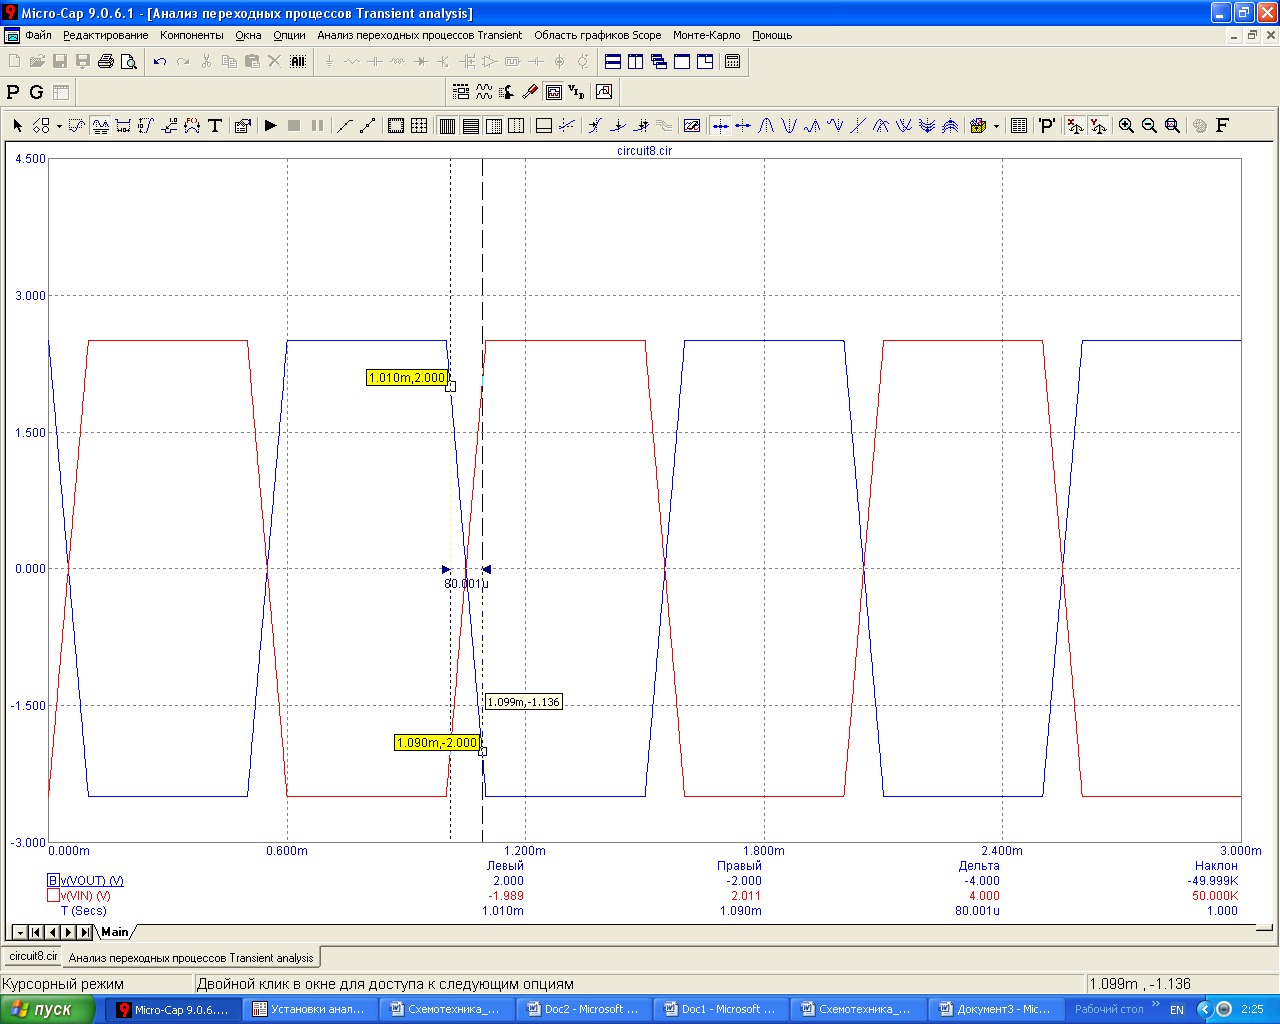 Micro-Cap 9.0.6.1 - [Анализ переходных процессов Transient analysis]
Файл Редактирование Компоненты Окна Опции Анализ переходных процессов Transient Область графиков Scope Монте-Карло Помощь
P G
T 'P' F
circuit8.cir
4.500
3.000
1.010m,2.000
1.500
0.000
80.001u
1.099m,-1.136
-1.500
1.090m,-2.000
-3.000
0.000m 0.600m 1.200m 1.800m 2.400m 3.000m
Левый Правый Дельта Наклон
B v(VOUT) (V) 2.000 -2.000 -4.000 -49.999K
v(VIN) (V) -1.989 2.011 4.000 50.000K
T (Secs) 1.010m 1.090m 80.001u 1.000
Main
circuit8.cir Анализ переходных процессов Transient analysis
Курсорный режим Двойной клик в окне для доступа к следующим опциям 1.099m , -1.136
пуск Micro-Cap 9.0.6.... Установки анал... Схемотехника_... Doc2 - Microsoft ... Doc1 - Microsoft ... Схемотехника_... Документ3 - Mic... Рабочий стол » EN 2:25